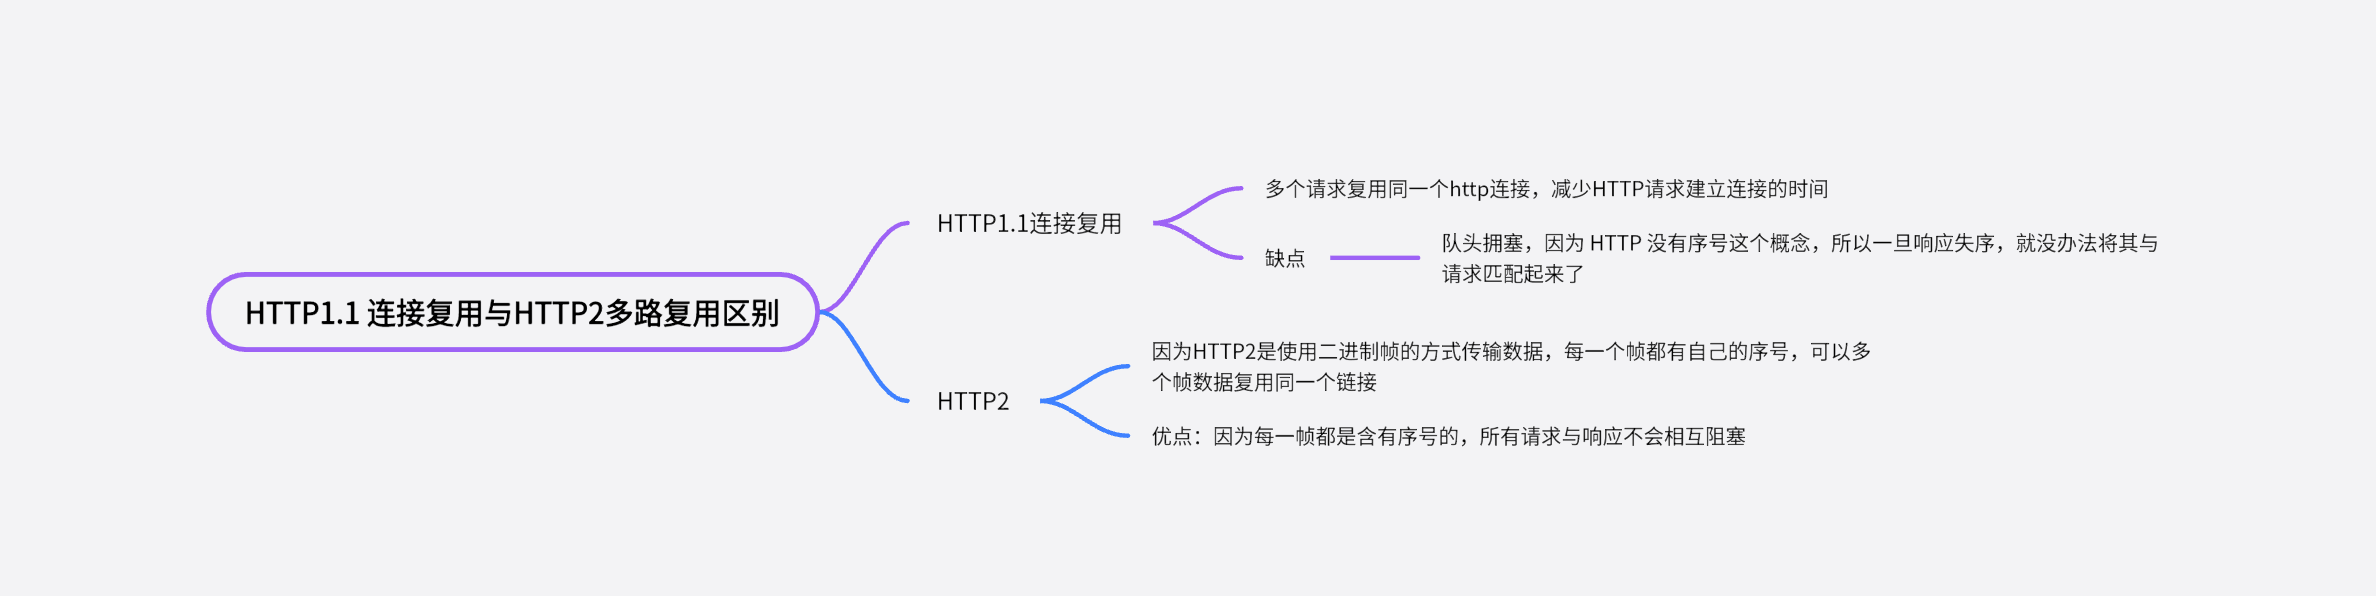 HTTP1.1 连接复用与HTTP2多路复用区别
HTTP1.1连接复用
多个请求复用同一个http连接，减少HTTP请求建立连接的时间
缺点
队头拥塞，因为 HTTP 没有序号这个概念，所以一旦响应失序，就没办法将其与
请求匹配起来了
HTTP2
因为HTTP2是使用二进制帧的方式传输数据，每一个帧都有自己的序号，可以多
个帧数据复用同一个链接
优点：因为每一帧都是含有序号的，所有请求与响应不会相互阻塞